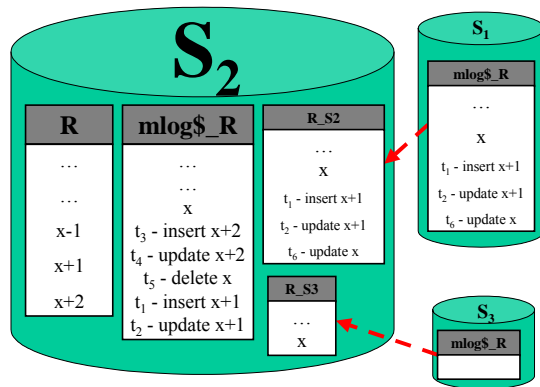 S2
R
…
…
x-1
x+1
x+2
mlog$_R
…
…
x
t3 - insert x+2
t4 - update x+2
t5 - delete x
t1 - insert x+1
t2 - update x+1
R_S2
…
x
t1 - insert x+1
t2 - update x+1
t6 - update x
R_S3
…
x
S1
mlog$_R
…
x
t1 - insert x+1
t2 - update x+1
t6 - update x
S3
mlog$_R